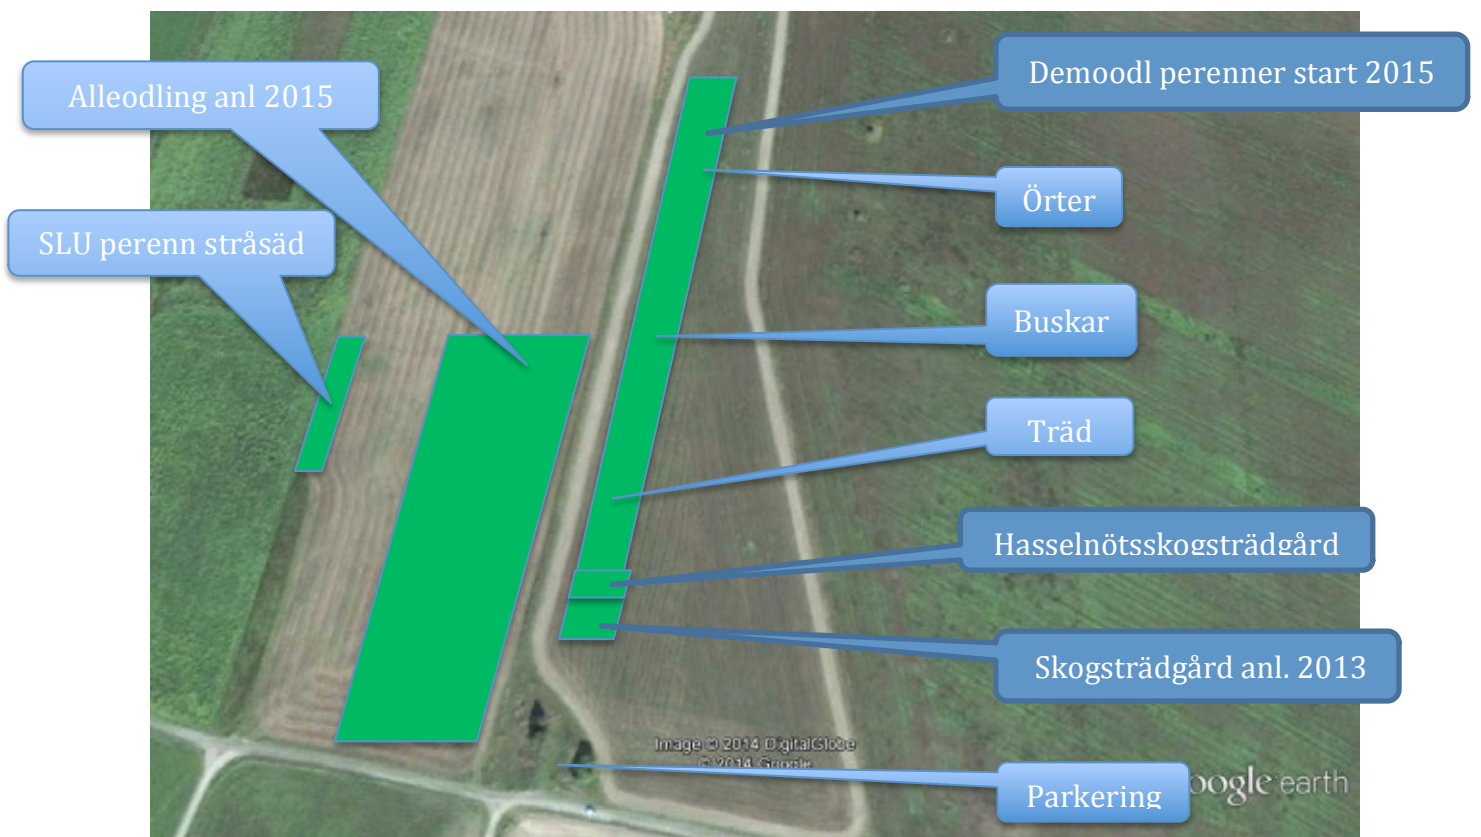 Demoodl perenner start 2015
Alleodling anl 2015
Örter
SLU perenn stråsäd
Buskar
Träd
Hasselnötsskogsträdgård
Skogsträdgård anl. 2013
Image © 2014 DigitalGlobe
© 2014 Google
Parkering
oogle earth